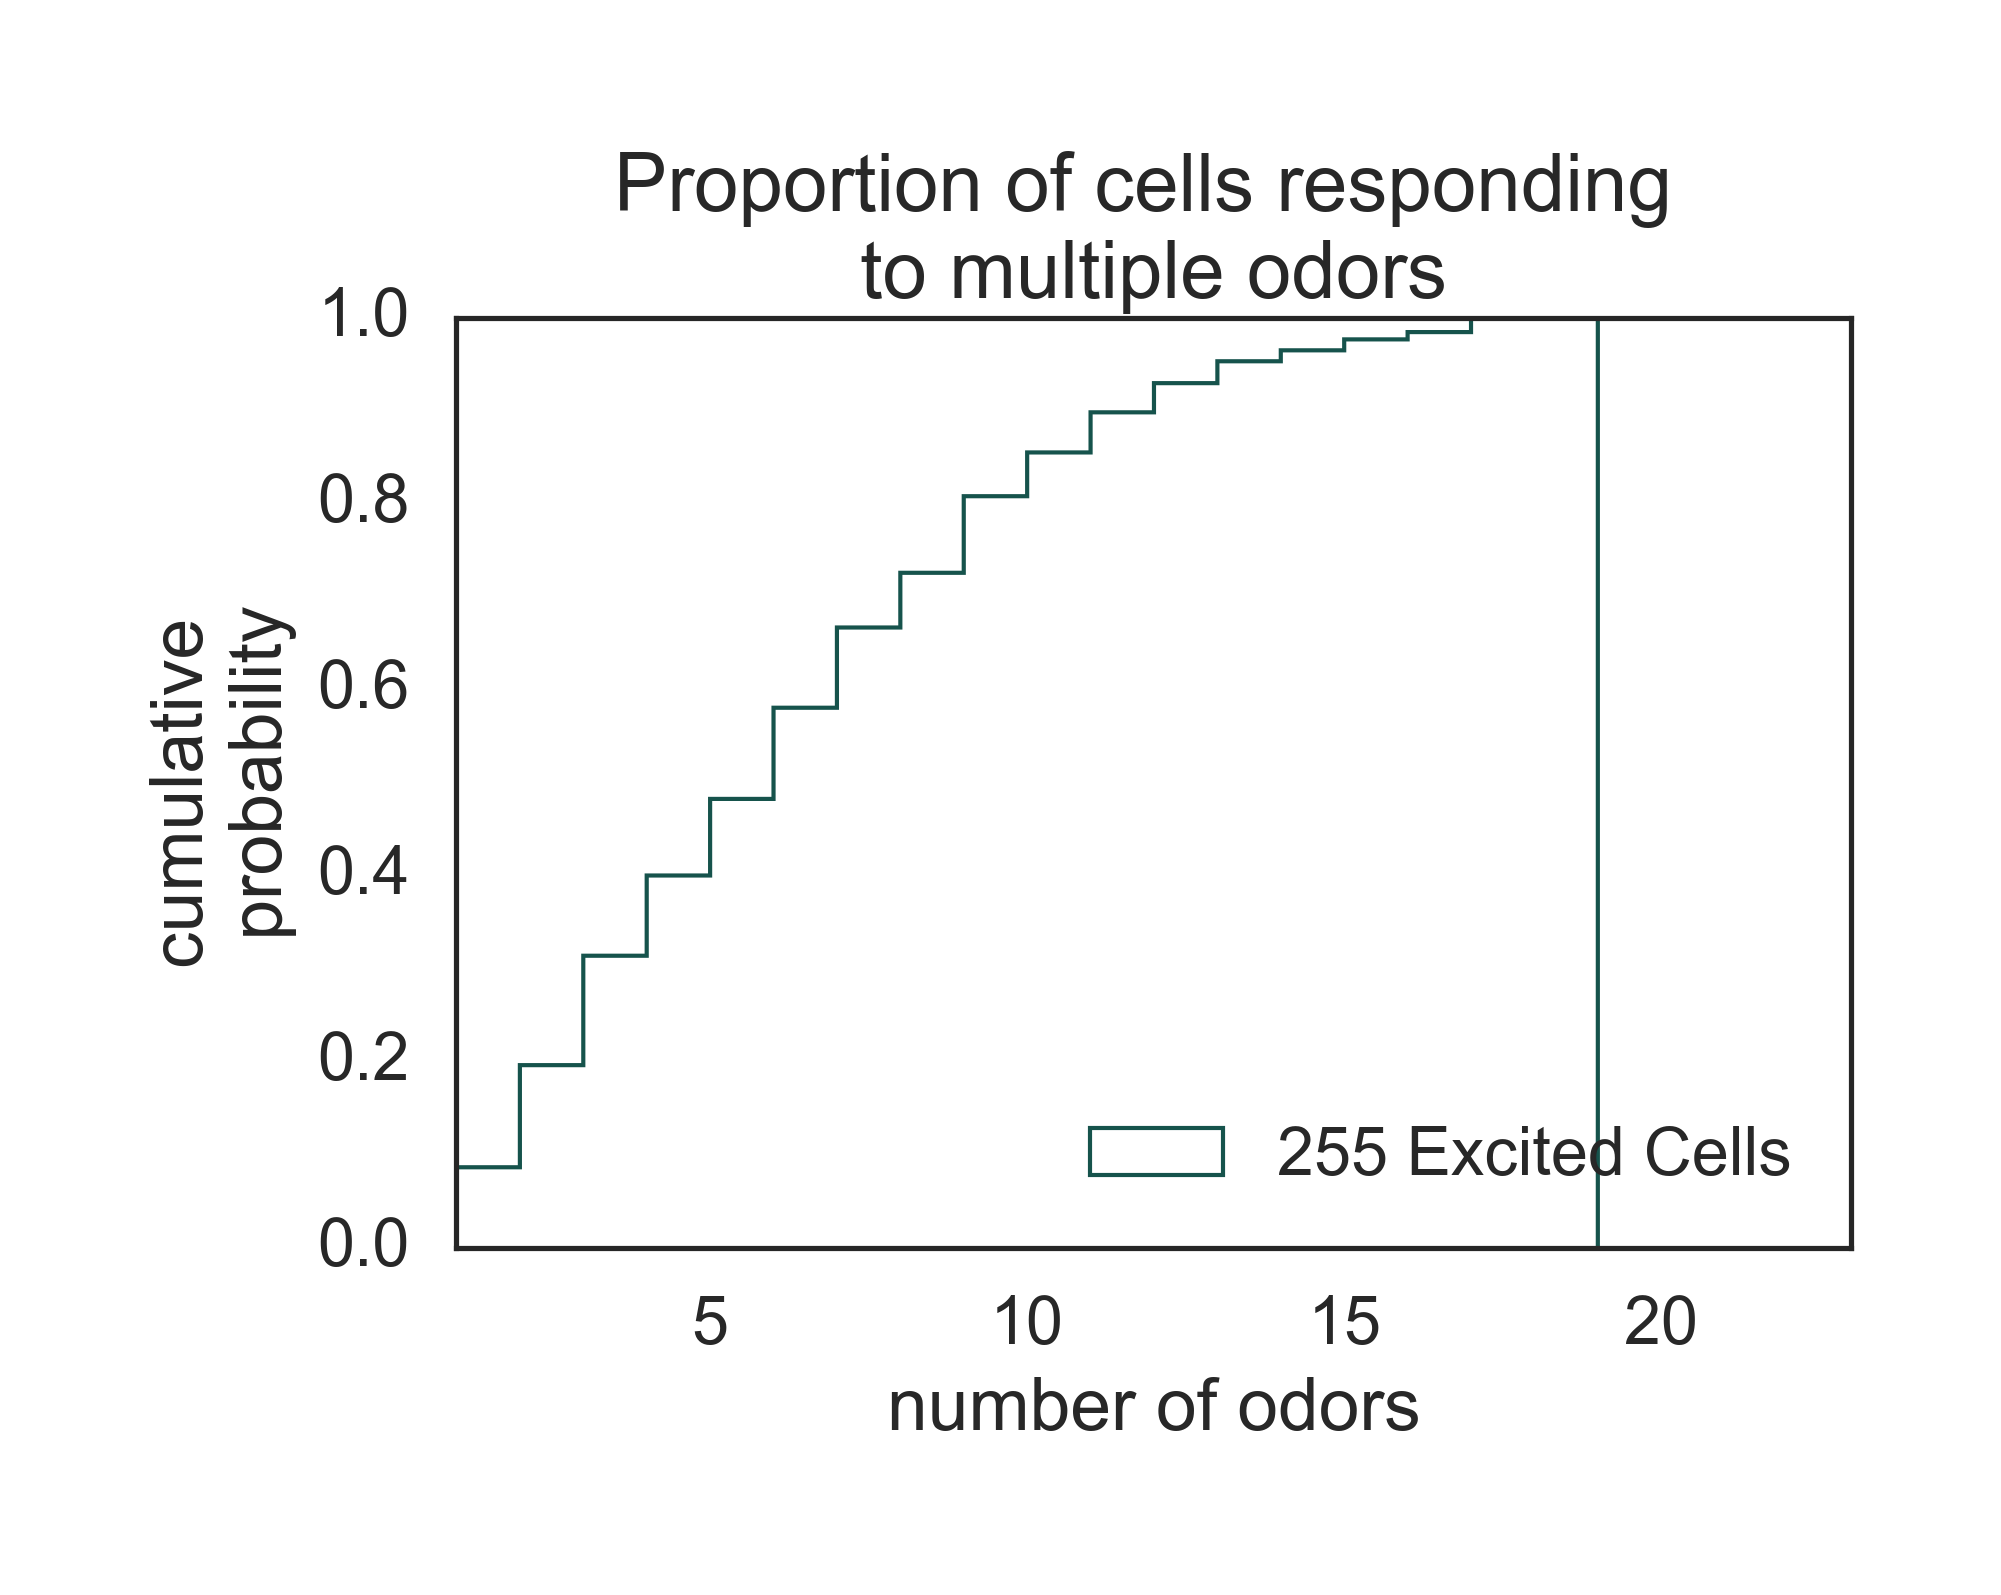 Proportion of cells responding
to multiple odors
1.0
0.8
0.6
0.4
0.2
0.0
cumulative
probability
255 Excited Cells
5
10
15
20
number of odors